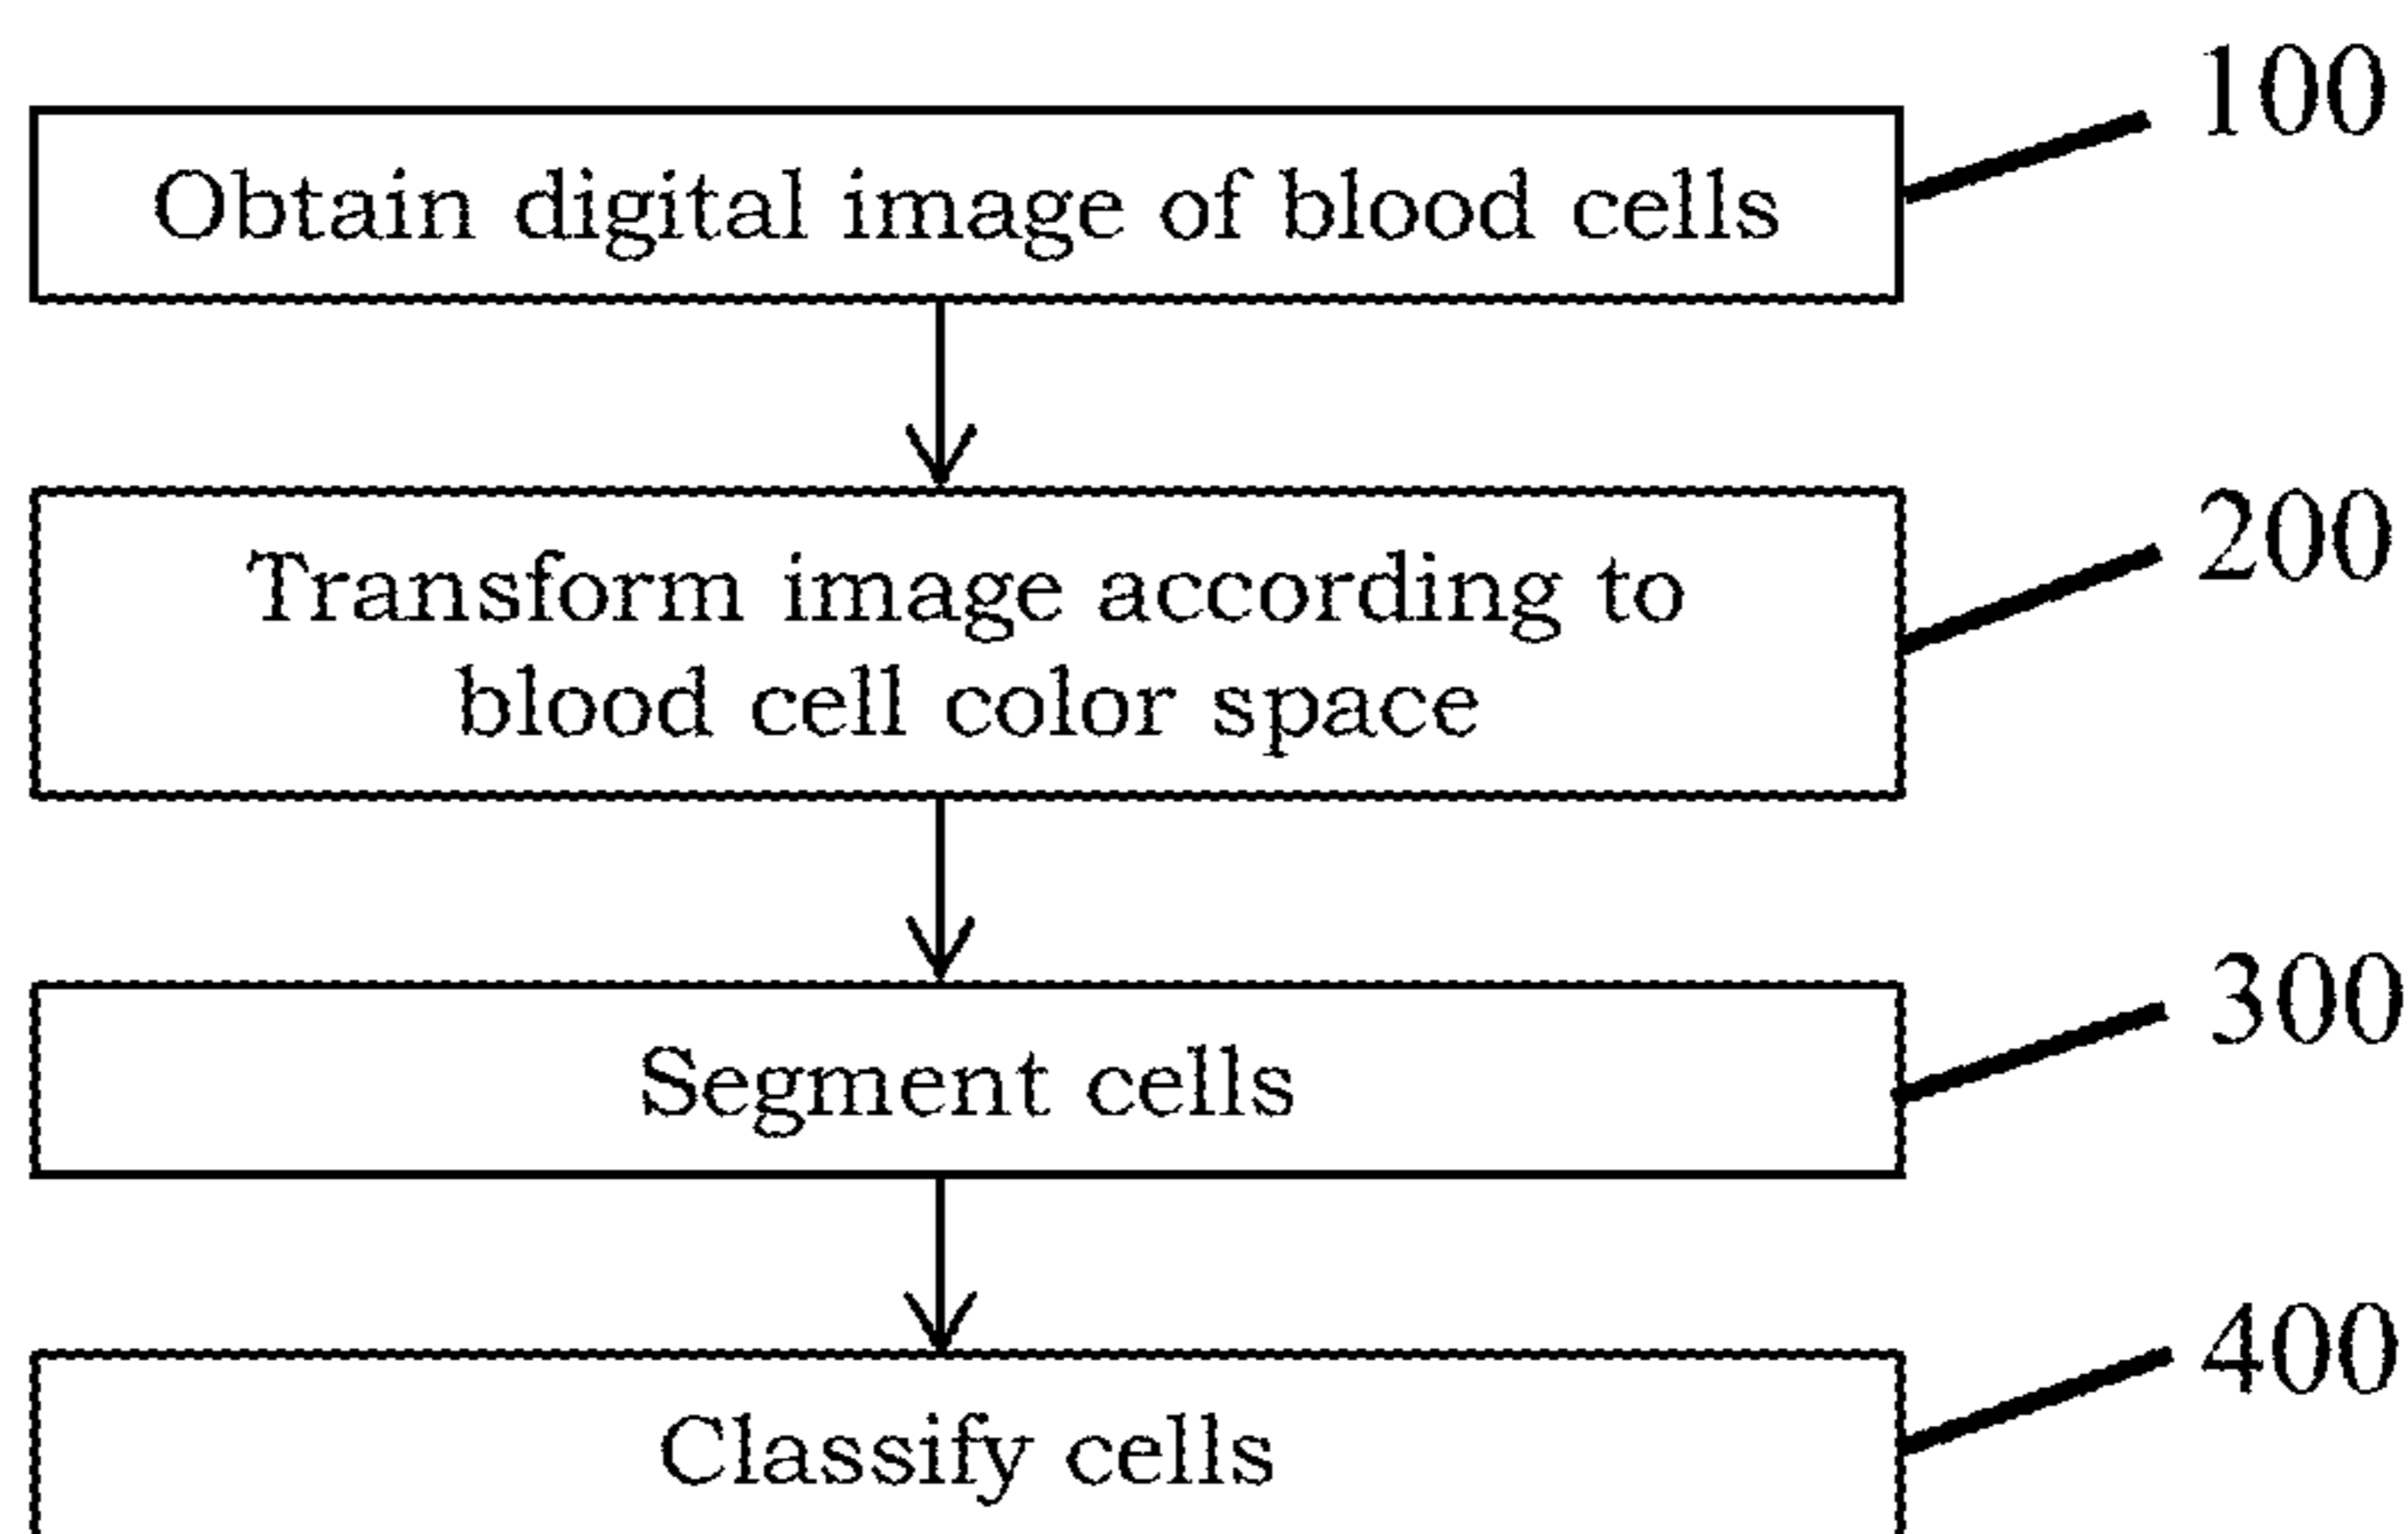 100
Obtain digital image of blood cells
200
Transform image according to
blood cell color space
300
Segment cells
400
Classify cells